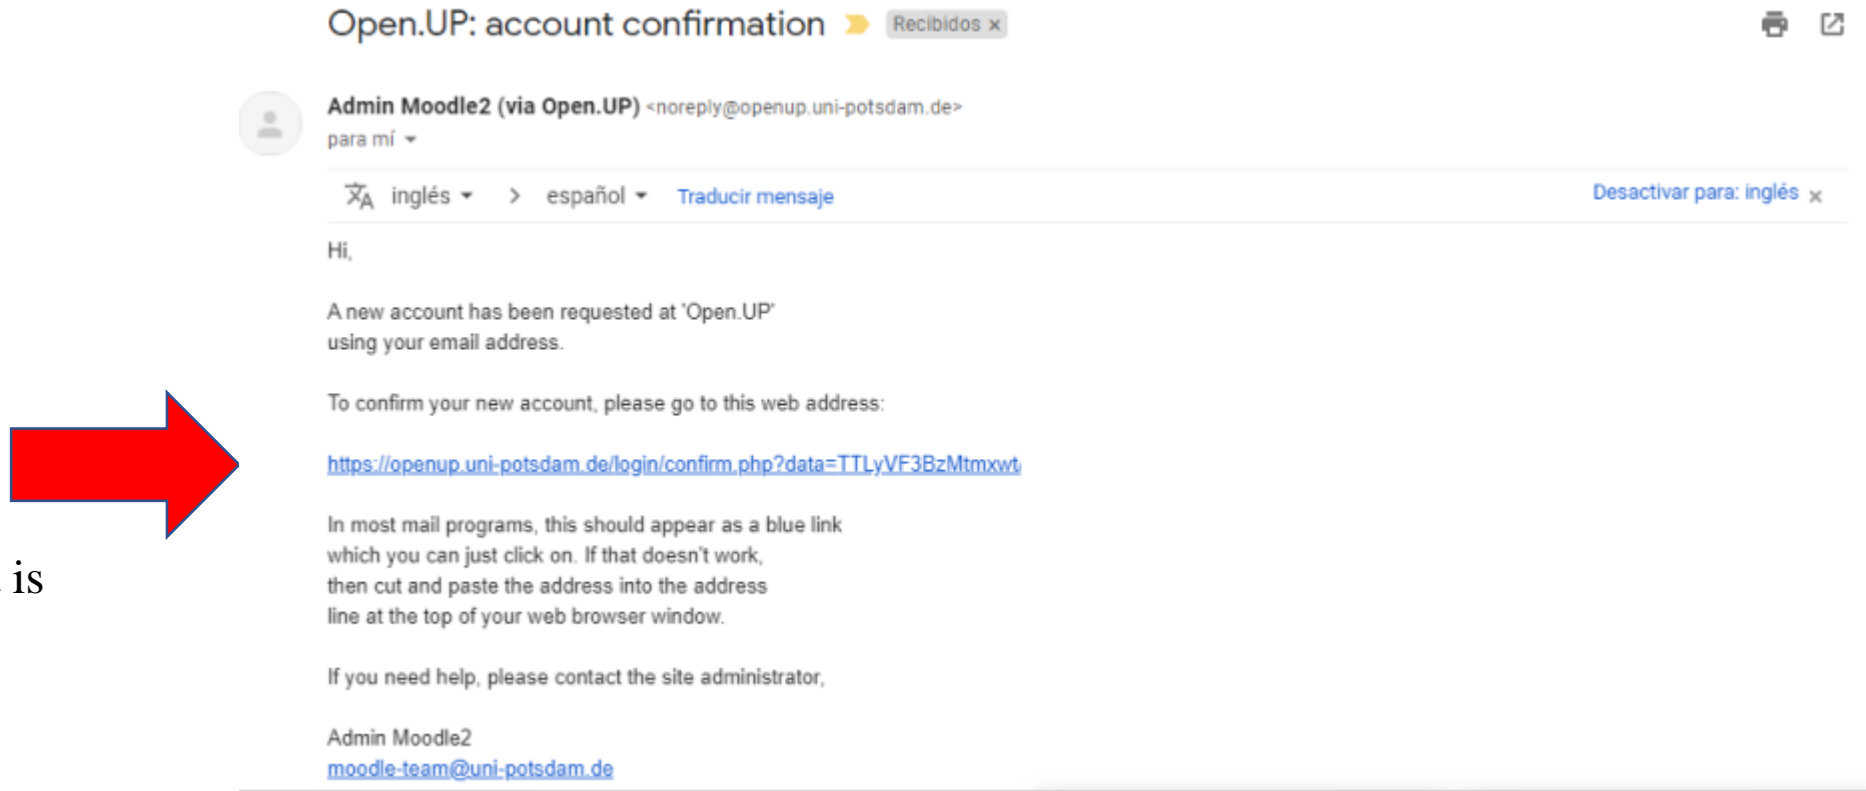 Open.UP: account confirmation Recibidos x
Admin Moodle2 (via Open.UP) <noreply@openup.uni-potsdam.de>
para mí
inglés > español Traducir mensaje Desactivar para: inglés x
Hi,
A new account has been requested at 'Open.UP'
using your email address.
To confirm your new account, please go to this web address:
https://openup.uni-potsdam.de/login/confirm.php?data=TTLyVF3BzMtmxwt
In most mail programs, this should appear as a blue link
which you can just click on. If that doesn't work,
then cut and paste the address into the address
is
line at the top of your web browser window.
If you need help, please contact the site administrator,
Admin Moodle2
moodle-team@uni-potsdam.de